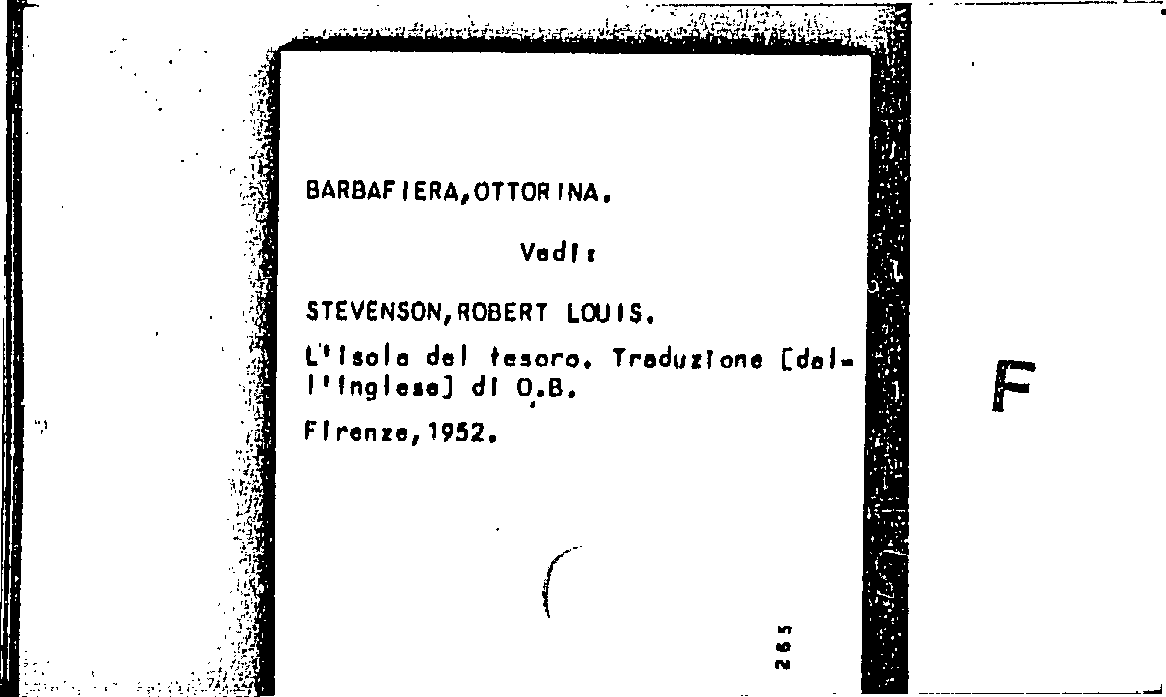 BARBAFIERA,OTTORINA.
Vedi:
STEVENSON,ROBERT LOUIS.
L'isola del tesoro. Traduzione [dal-
l'inglese] di O.B.
Firenze,1952.
F
265